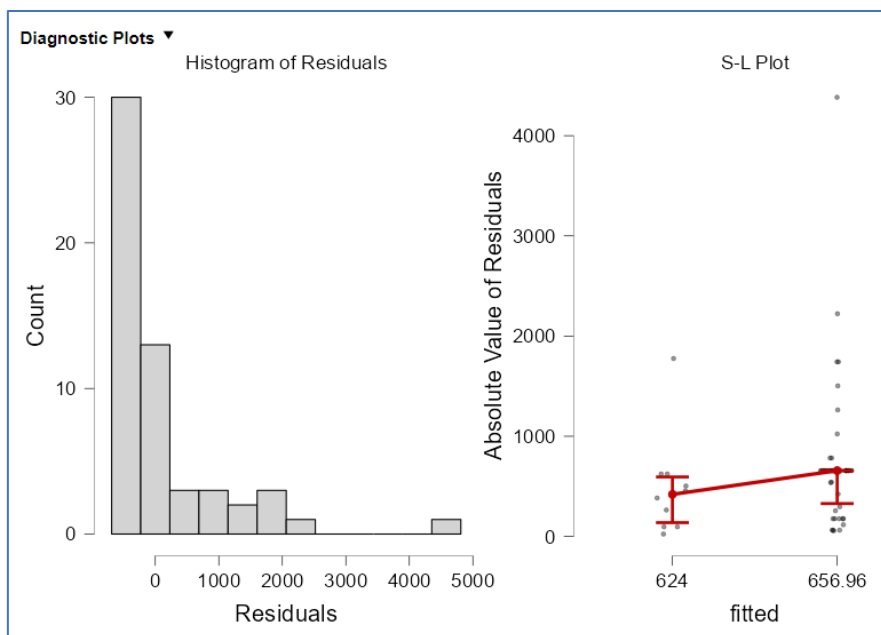 Diagnostic Plots ▼
Histogram of Residuals
30
20
10
0
Count
0 1000 2000 3000 4000 5000
Residuals
S-L Plot
4000
3000
2000
1000
0
Absolute Value of Residuals
624 656.96
fitted